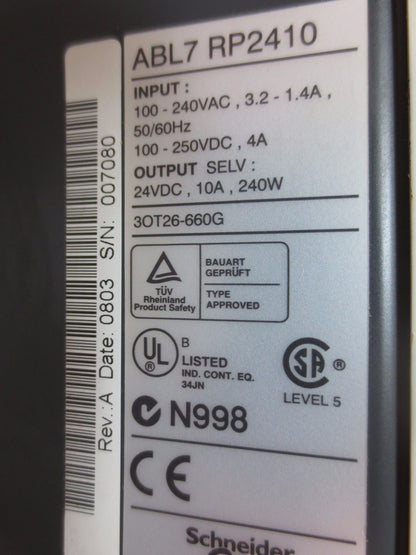 ABL7 RP2410
INPUT :
100 - 240VAC , 3.2 - 1.4A ,
50/60Hz
100 - 250VDC , 4A
OUTPUT SELV :
24VDC , 10A , 240W
3OT26-660G
TÜV
Rheinland
Product Safety
BAUART
GEPRÜFT
TYPE
APPROVED
UL
®
B
LISTED
IND. CONT. EQ.
34JN
SA
®
LEVEL 5
N998
CE
Schneider
Rev.:A Date: 0803 S/N: 007080